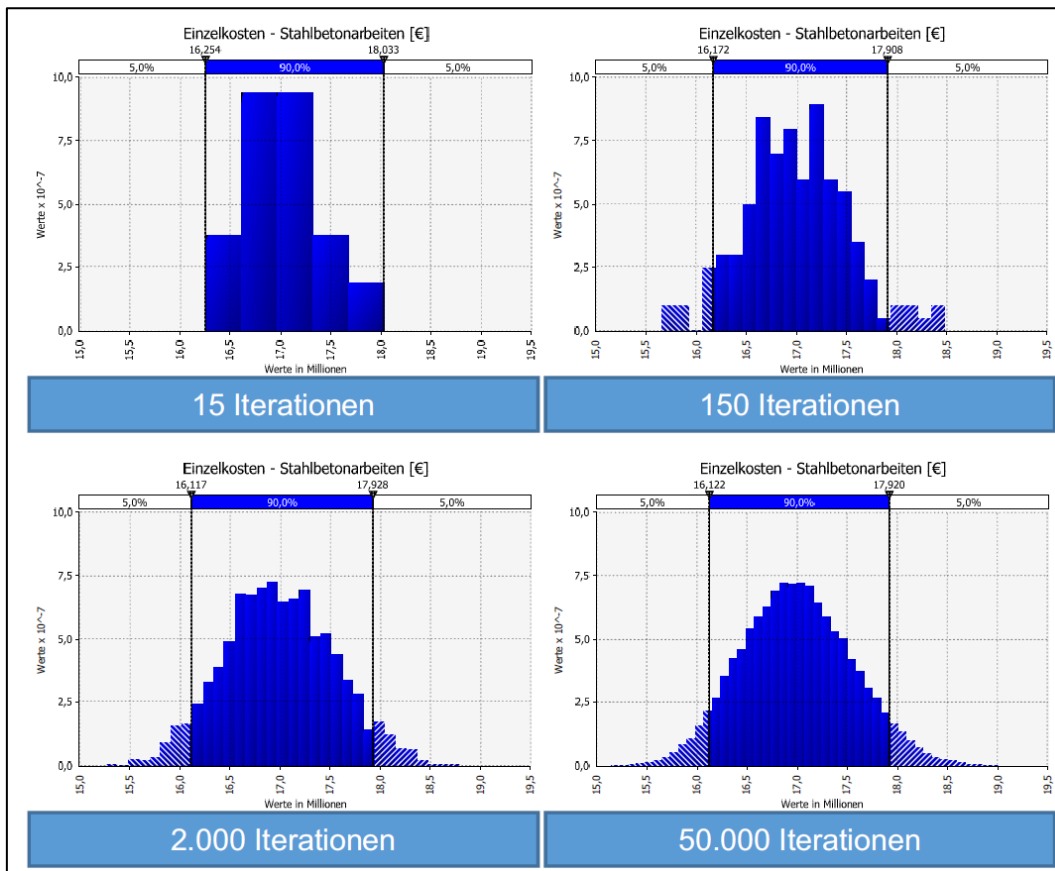 Einzelkosten - Stahlbetonarbeiten [€]
16,254 18,033
5,0% 90,0% 5,0%
10,0
7,5
5,0
2,5
0,0
Werte x 10^-7
15,0 15,5 16,0 16,5 17,0 17,5 18,0 18,5 19,0 19,5
Werte in Millionen
15 Iterationen
Einzelkosten - Stahlbetonarbeiten [€]
16,172 17,908
5,0% 90,0% 5,0%
10,0
7,5
5,0
2,5
0,0
Werte x 10^-7
15,0 15,5 16,0 16,5 17,0 17,5 18,0 18,5 19,0 19,5
Werte in Millionen
150 Iterationen
Einzelkosten - Stahlbetonarbeiten [€]
16,117 17,928
5,0% 90,0% 5,0%
10,0
7,5
5,0
2,5
0,0
Werte x 10^-7
15,0 15,5 16,0 16,5 17,0 17,5 18,0 18,5 19,0 19,5
Werte in Millionen
2.000 Iterationen
Einzelkosten - Stahlbetonarbeiten [€]
16,122 17,920
5,0% 90,0% 5,0%
10,0
7,5
5,0
2,5
0,0
Werte x 10^-7
15,0 15,5 16,0 16,5 17,0 17,5 18,0 18,5 19,0 19,5
Werte in Millionen
50.000 Iterationen